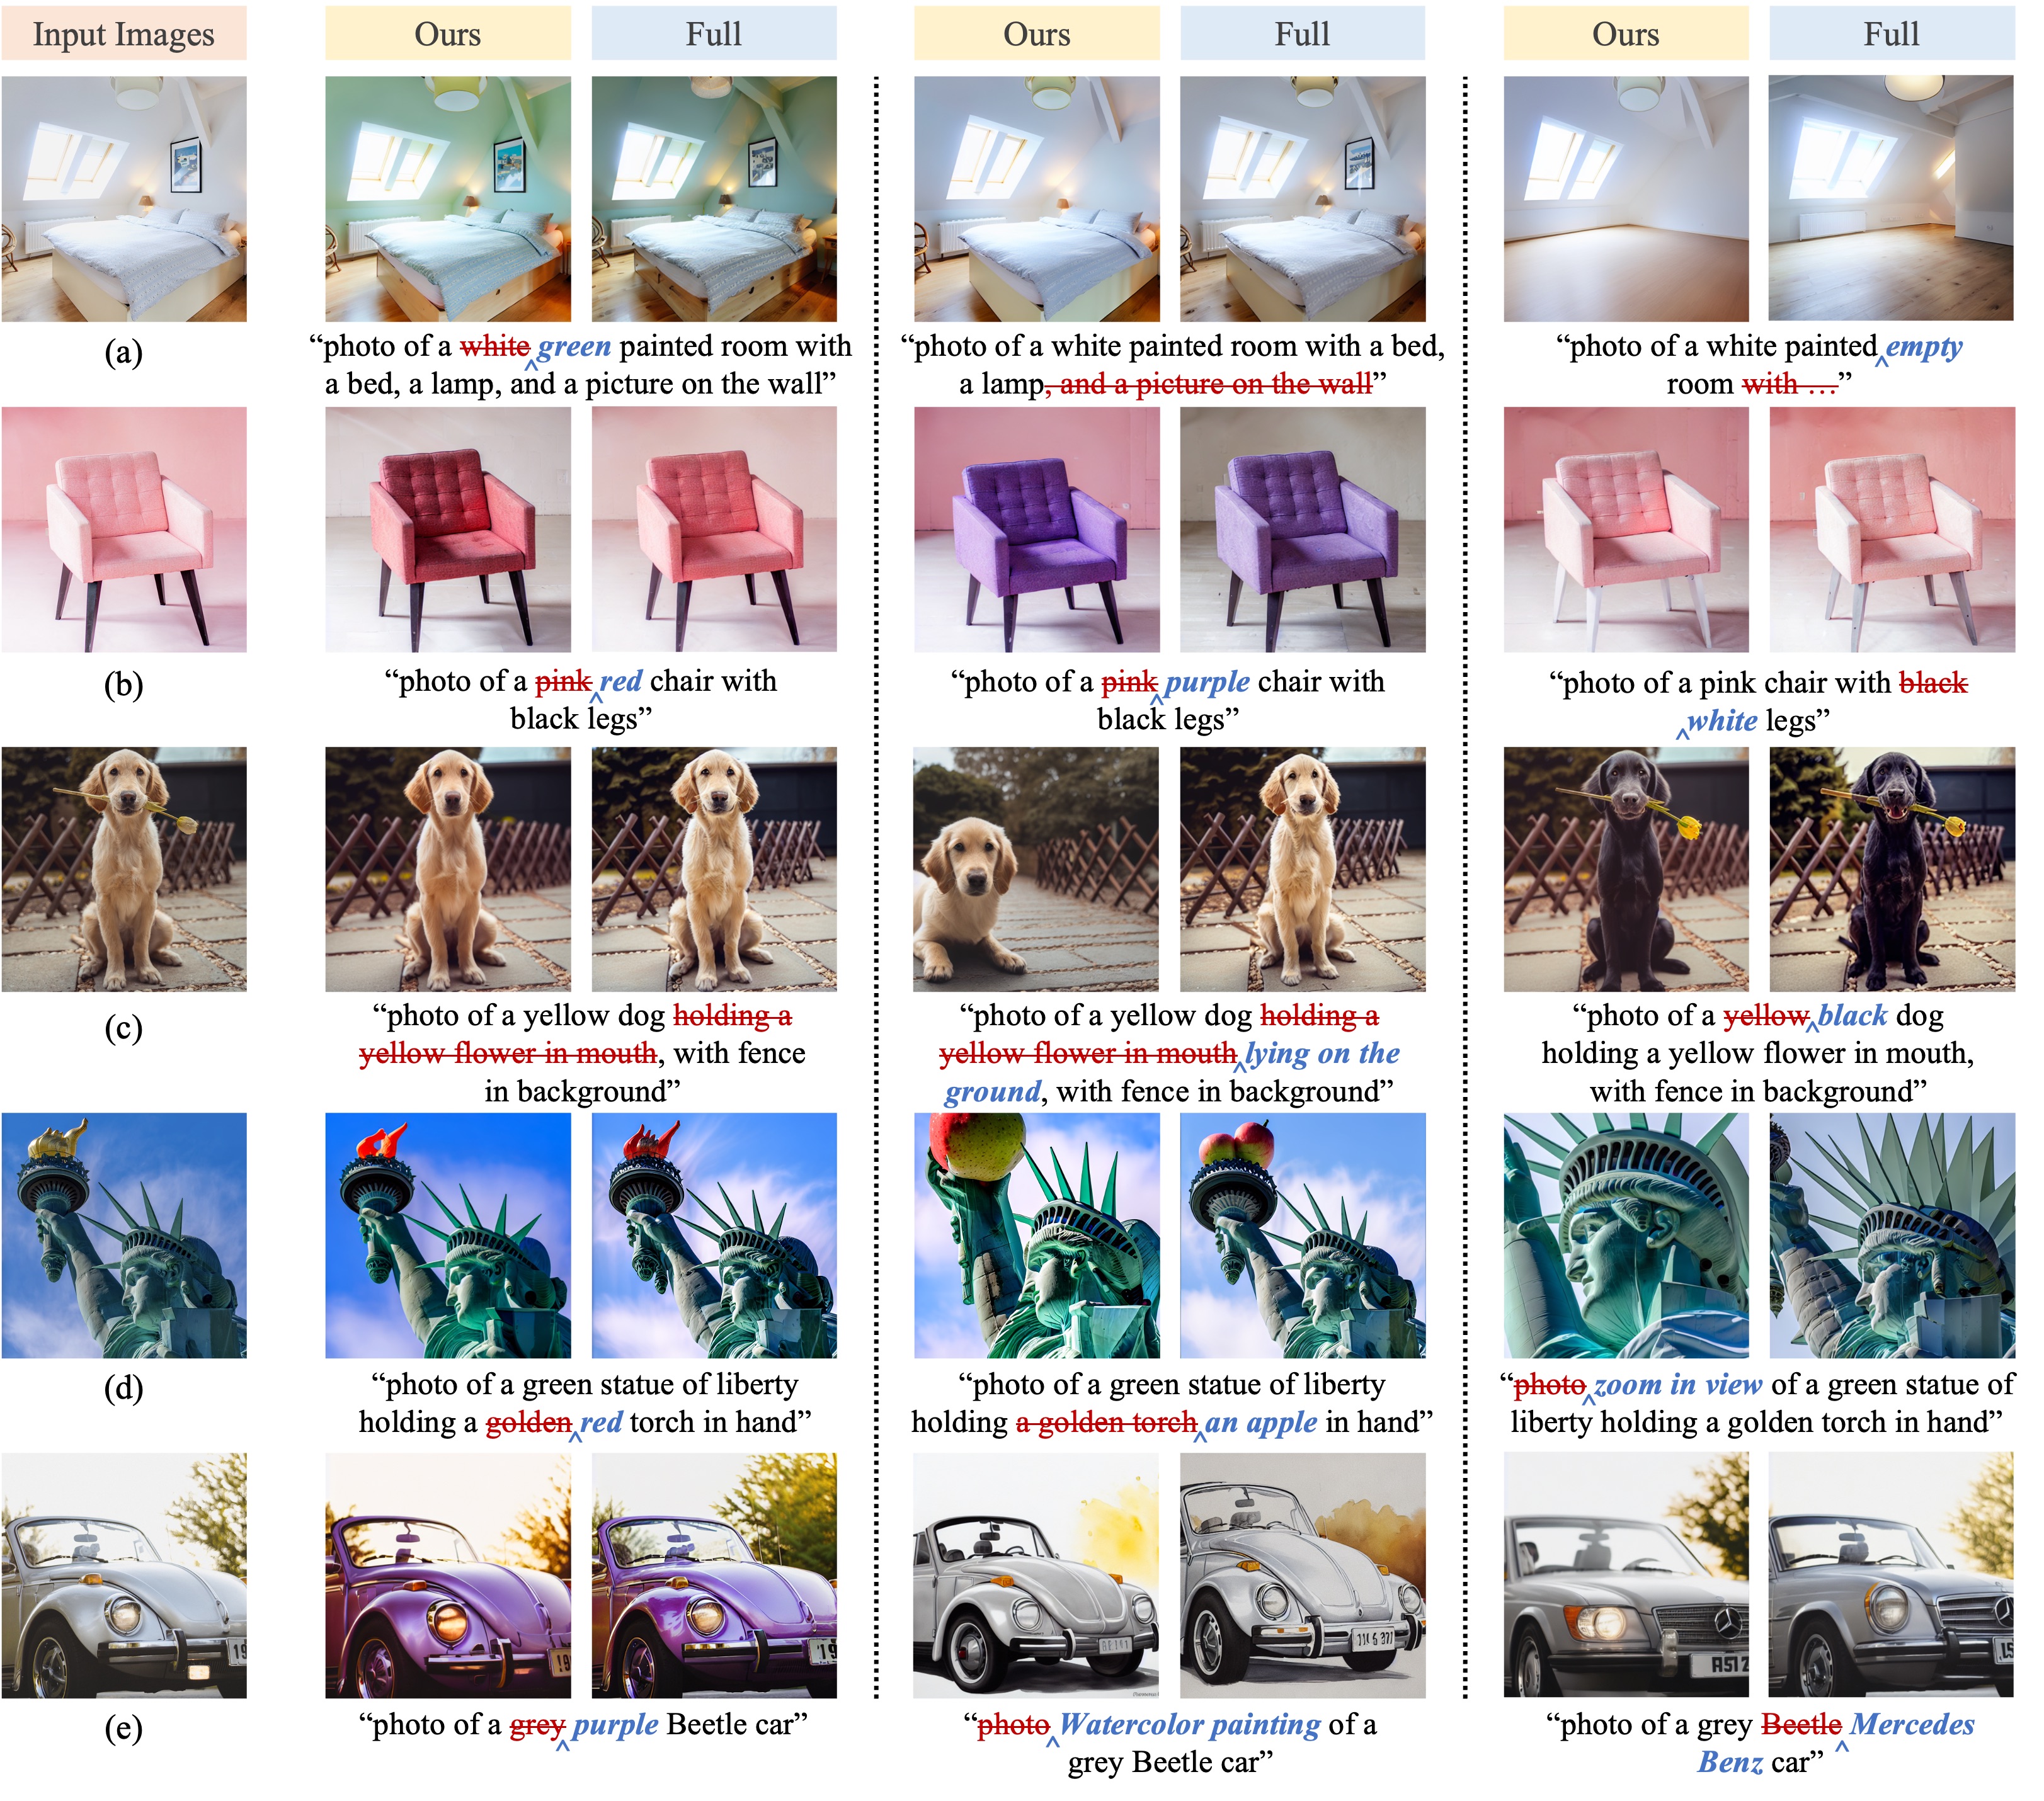 Input Images
Ours
Full
Ours
Full
Ours
Full
(a)
“photo of a white ^ green painted room with
a bed, a lamp, and a picture on the wall”
“photo of a white painted room with a bed,
a lamp, and a picture on the wall”
“photo of a white painted ^ empty
room with …”
(b)
“photo of a pink ^ red chair with
black legs”
“photo of a pink ^ purple chair with
black legs”
“photo of a pink chair with black
^ white legs”
(c)
“photo of a yellow dog holding a
yellow flower in mouth, with fence
in background”
“photo of a yellow dog holding a
yellow flower in mouth ^ lying on the
ground, with fence in background”
“photo of a yellow ^ black dog
holding a yellow flower in mouth,
with fence in background”
(d)
“photo of a green statue of liberty
holding a golden ^ red torch in hand”
“photo of a green statue of liberty
holding a golden torch ^ an apple in hand”
“photo ^ zoom in view of a green statue of
liberty holding a golden torch in hand”
(e)
“photo of a grey ^ purple Beetle car”
“photo ^ Watercolor painting of a
grey Beetle car”
“photo of a grey Beetle ^ Mercedes
Benz car”